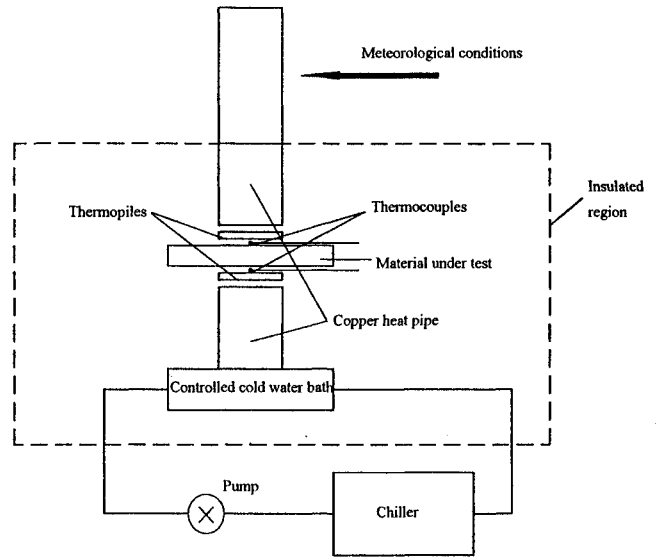 Meteorological conditions
Insulated
region
Thermopiles
Thermocouples
Material under test
Copper heat pipe
Controlled cold water bath
Pump
Chiller